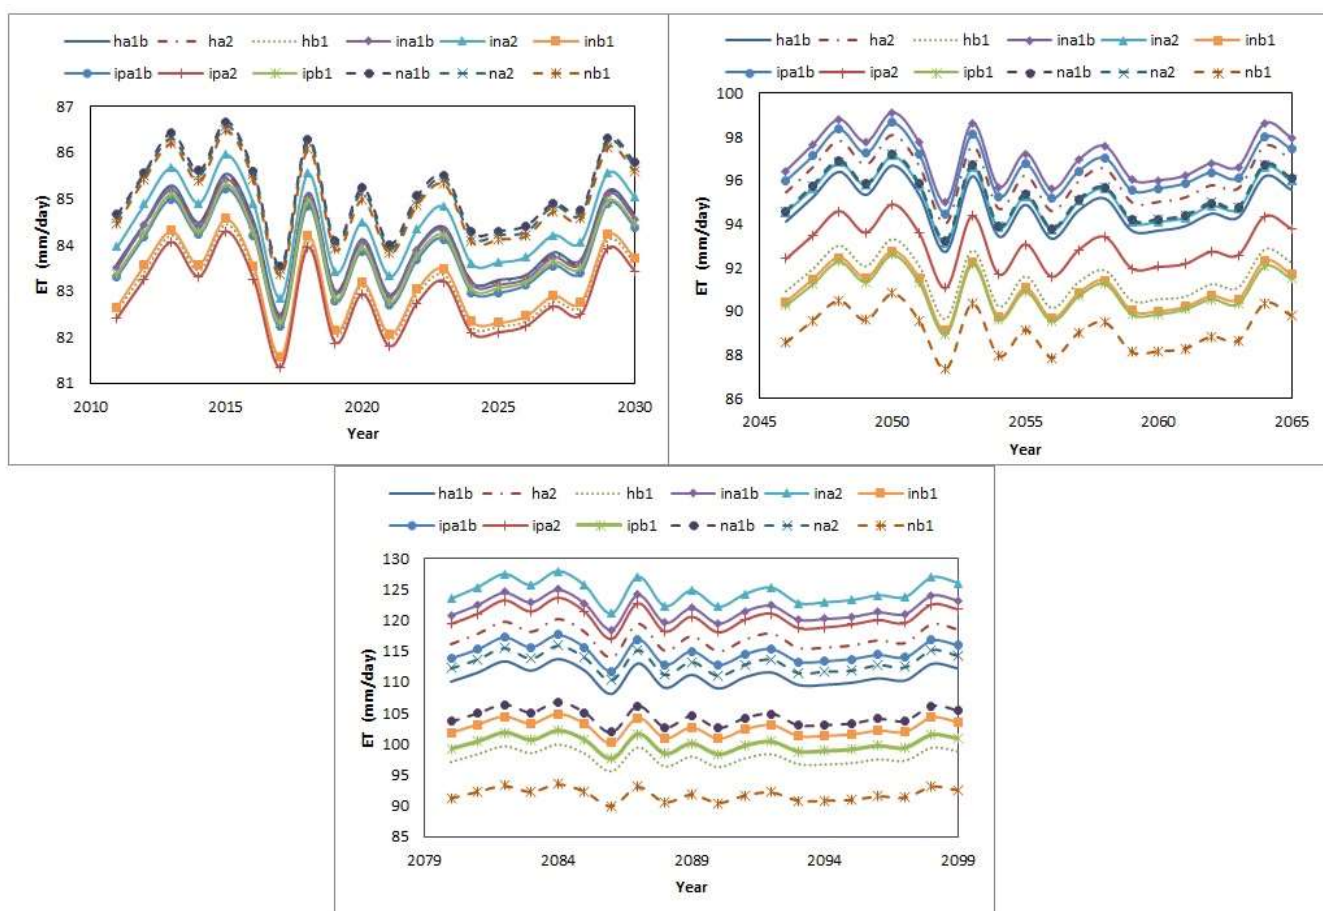 ha1b ha2 hb1 ina1b ina2 inb1
ipa1b ipa2 ipb1 na1b na2 nb1
87
86
85
84
83
82
81
ET (mm/day)
2010 2015 2020 2025 2030
Year
ha1b ha2 hb1 ina1b ina2 inb1
ipa1b ipa2 ipb1 na1b na2 nb1
100
98
96
94
92
90
88
86
ET (mm/day)
2045 2050 2055 2060 2065
Year
ha1b ha2 hb1 ina1b ina2 inb1
ipa1b ipa2 ipb1 na1b na2 nb1
130
125
120
115
110
105
100
95
90
85
ET (mm/day)
2079 2084 2089 2094 2099
Year